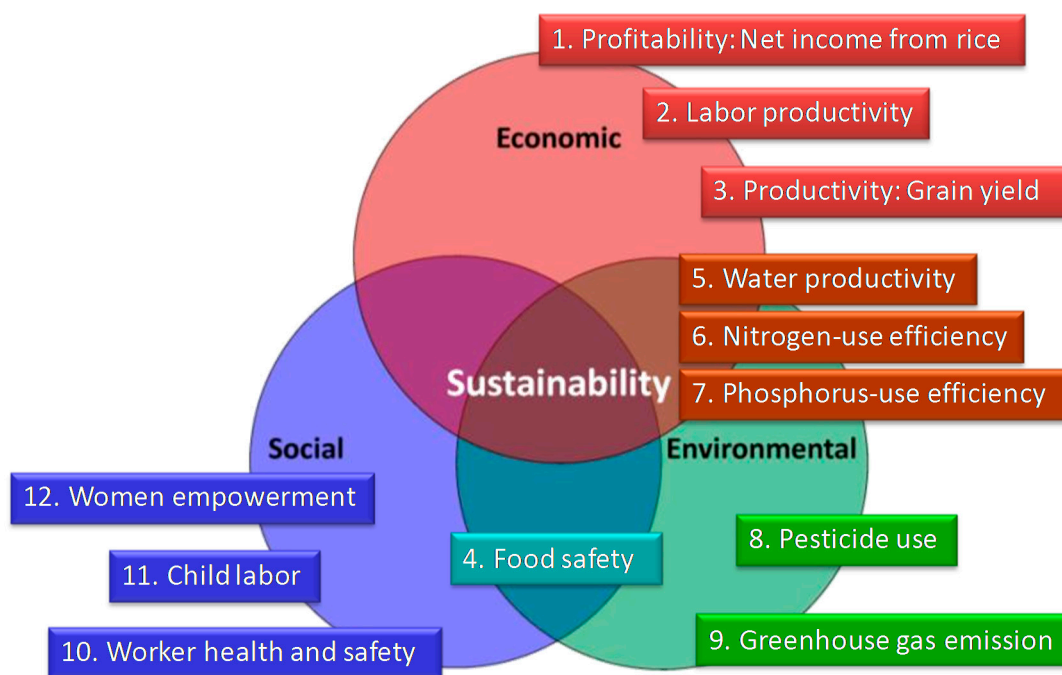 1. Profitability: Net income from rice
2. Labor productivity
Economic
3. Productivity: Grain yield
5. Water productivity
6. Nitrogen-use efficiency
Sustainability
7. Phosphorus-use efficiency
Social
Environmental
12. Women empowerment
8. Pesticide use
4. Food safety
11. Child labor
9. Greenhouse gas emission
10. Worker health and safety